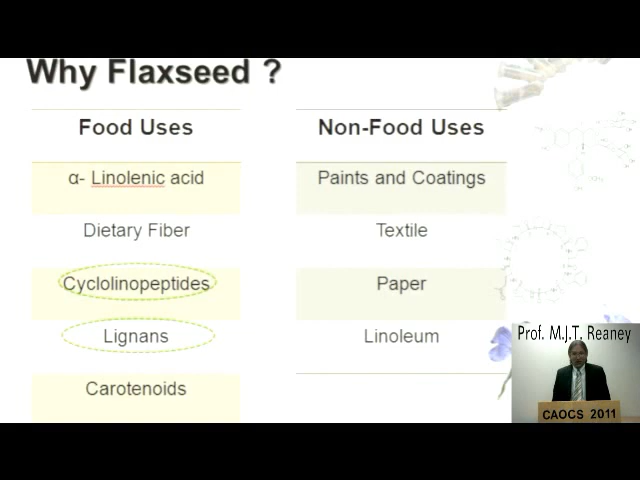 Why Flaxseed ?
Food Uses
α- Linolenic acid
Dietary Fiber
Cyclolinopeptides
Lignans
Carotenoids
Non-Food Uses
Paints and Coatings
Textile
Paper
Linoleum
Prof. M.J.T. Reaney
CAOCS 2011